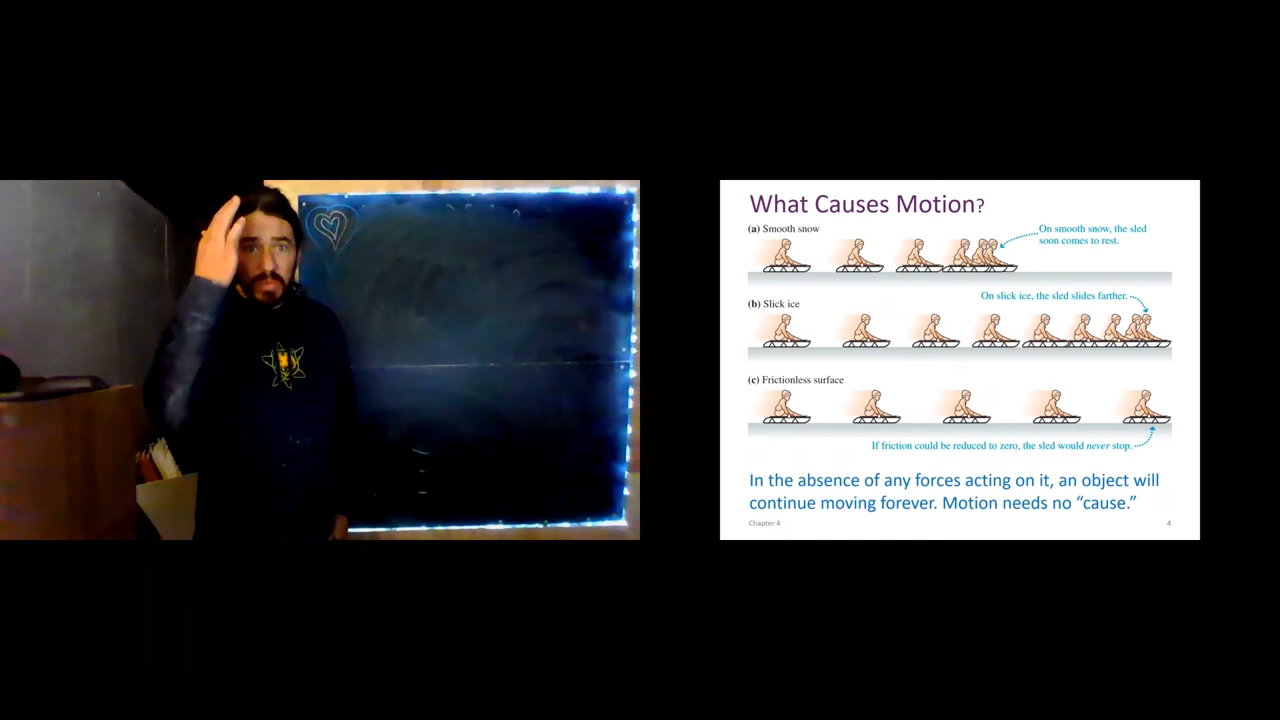 What Causes Motion?
(a) Smooth snow
On smooth snow, the sled
soon comes to rest.
(b) Slick ice
On slick ice, the sled slides farther.
(c) Frictionless surface
If friction could be reduced to zero, the sled would never stop.
In the absence of any forces acting on it, an object will
continue moving forever. Motion needs no “cause.”
Chapter 4
4